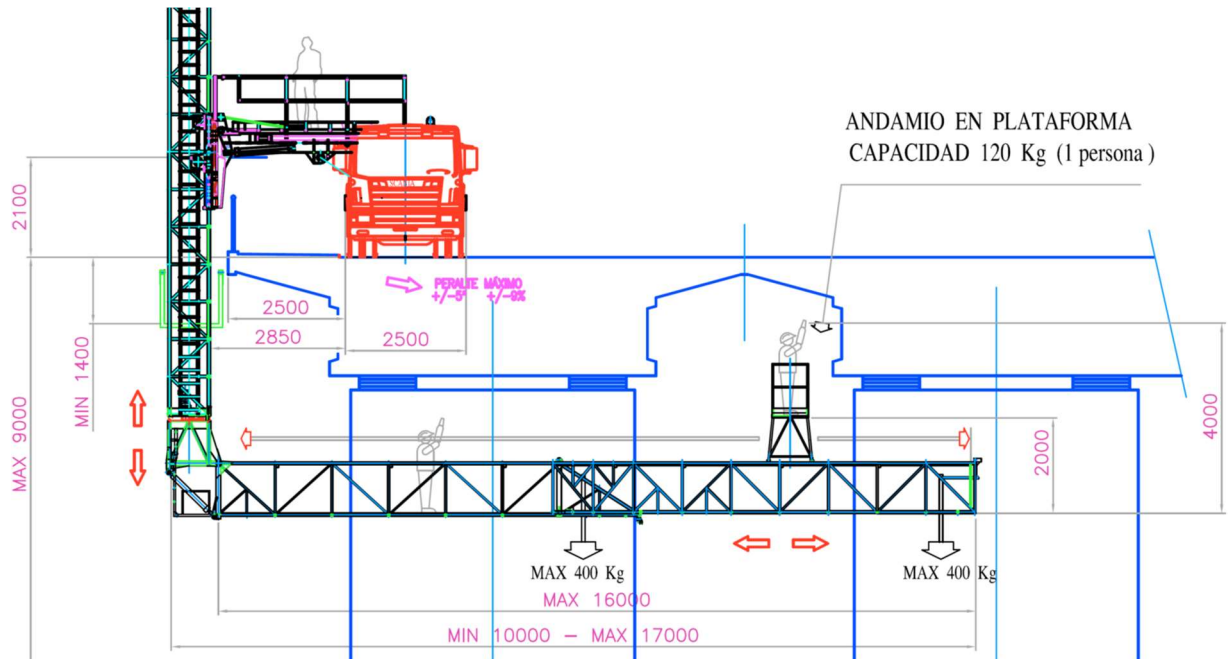 ANDAMIO EN PLATAFORMA
CAPACIDAD 120 Kg (1 persona)
2100
SCANIA
PERALTE MÁXIMO
+/-5° +/-9%
2500
2850
2500
MIN 1400
MAX 9000
4000
2000
MAX 400 Kg
MAX 400 Kg
MAX 16000
MIN 10000 - MAX 17000